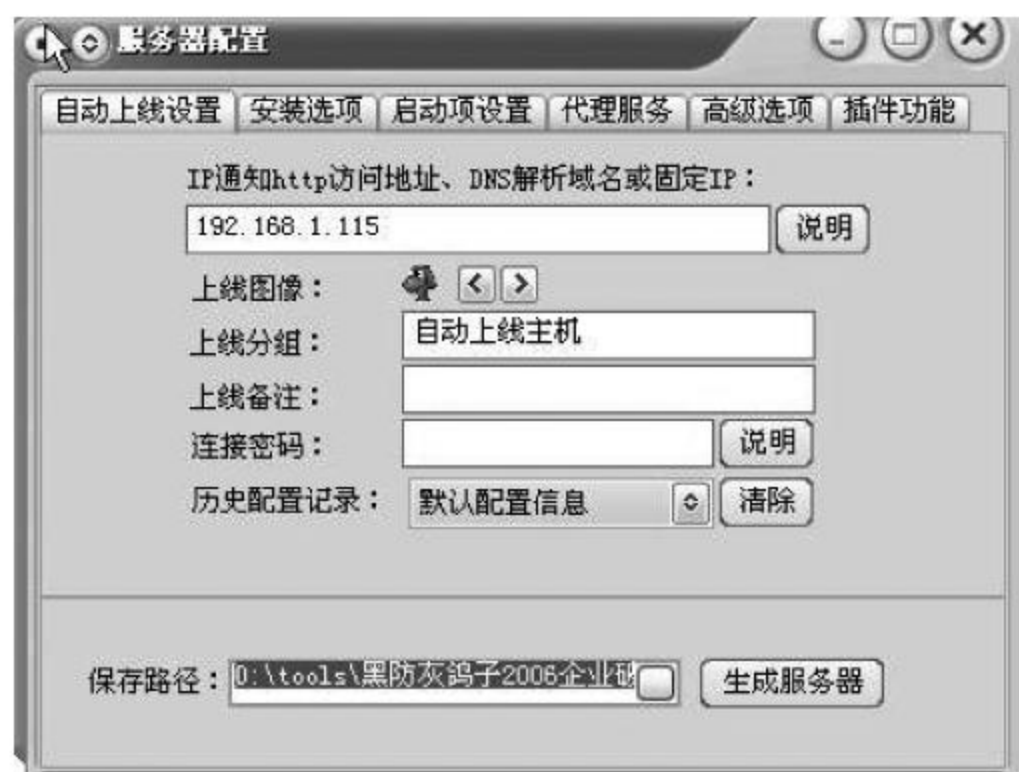 服务器配置
自动上线设置 安装选项 启动项设置 代理服务 高级选项 插件功能
IP通知http访问地址、DNS解析域名或固定IP：
192.168.1.115 说明
上线图像：
上线分组： 自动上线主机
上线备注：
连接密码： 说明
历史配置记录： 默认配置信息 清除
保存路径： D:\tools\黑防灰鸽子2006企业破 生成服务器